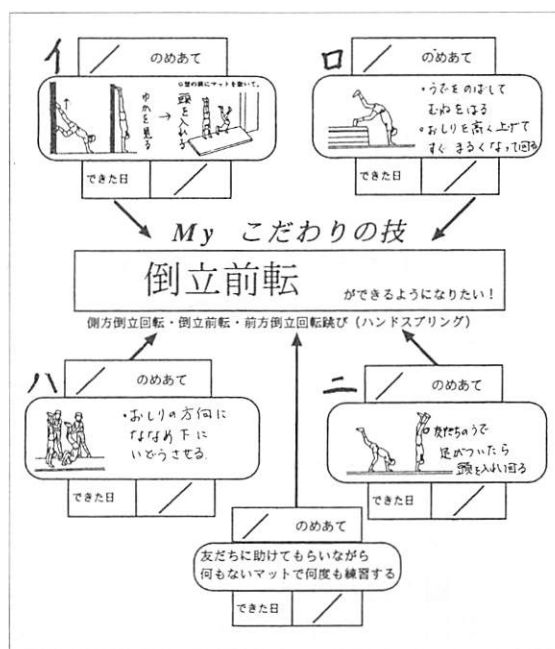 イ
／ のめあて
ゆかを見る
→
○壁の前にマットを敷いて。
頭を入れる
できた日 ／
ロ
／ のめあて
・うでをのばして
むねをはる
・おしりを高く上げて
すぐまるくなって回る
できた日 ／
My こだわりの技
倒立前転 ができるようになりたい！
側方倒立回転・倒立前転・前方倒立回転跳び（ハンドスプリング）
ハ
／ のめあて
・おしりの方向に
ななめ下に
いどうさせる
できた日 ／
ニ
／ のめあて
友だちのうで
足がついたら
頭を入れ回る
できた日 ／
／ のめあて
友だちに助けてもらいながら
何もないマットで何度も練習する
できた日 ／